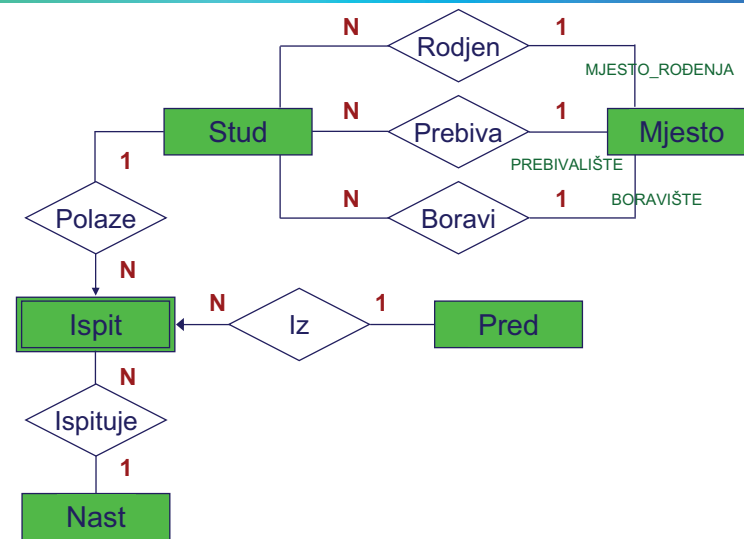 N Rodjen 1
MJESTO_ROĐENJA
Stud N Prebiva 1 Mjesto
1 PREBIVALIŠTE
Polaze N Boravi 1 BORAVIŠTE
N
Ispit N Iz 1 Pred
N
Ispituje
1
Nast